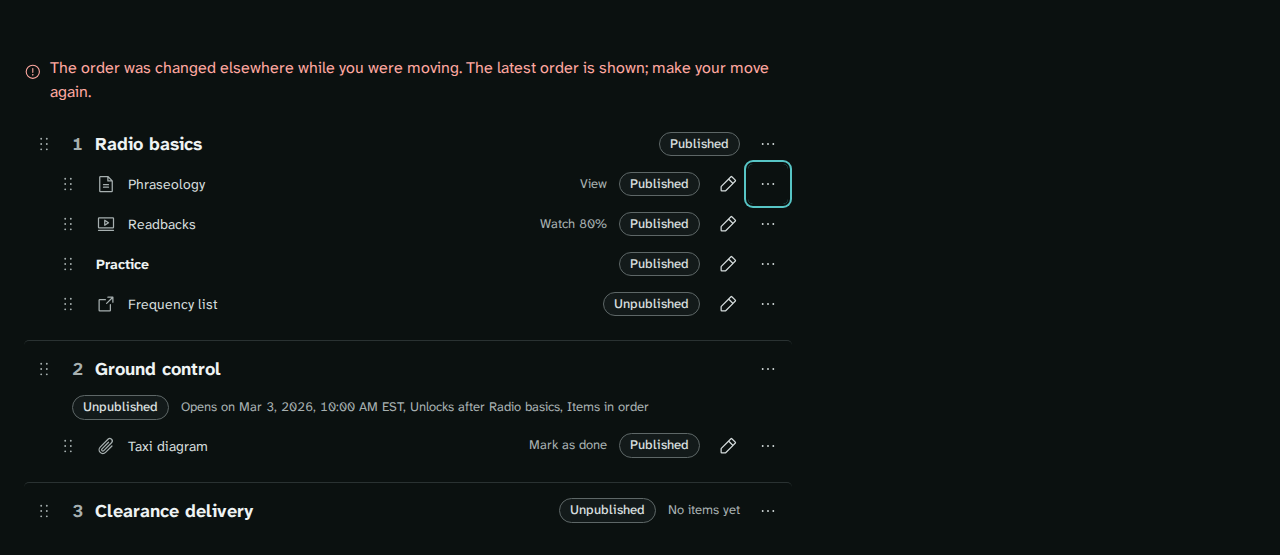 The order was changed elsewhere while you were moving. The latest order is shown; make your move
again.
1 Radio basics Published
Phraseology View Published
Readbacks Watch 80% Published
Practice Published
Frequency list Unpublished
2 Ground control
Unpublished Opens on Mar 3, 2026, 10:00 AM EST, Unlocks after Radio basics, Items in order
Taxi diagram Mark as done Published
3 Clearance delivery Unpublished No items yet